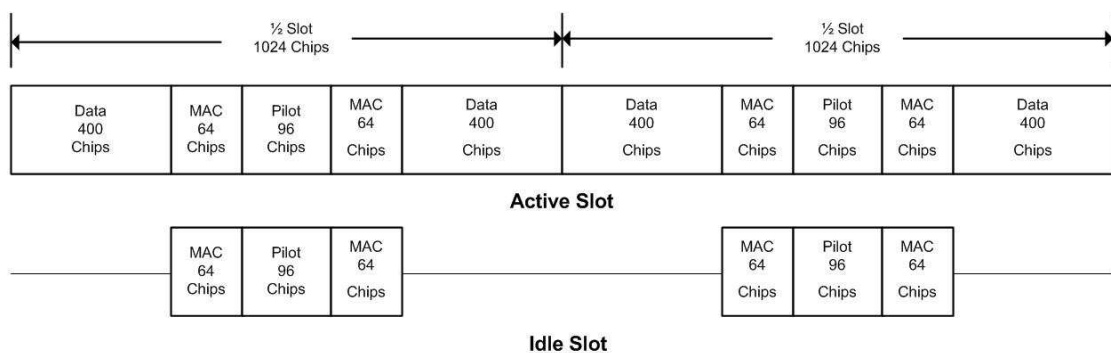 ½ Slot
1024 Chips
½ Slot
1024 Chips
Data
400
Chips
MAC
64
Chips
Pilot
96
Chips
MAC
64
Chips
Data
400
Chips
Data
400
Chips
MAC
64
Chips
Pilot
96
Chips
MAC
64
Chips
Data
400
Chips
Active Slot
MAC
64
Chips
Pilot
96
Chips
MAC
64
Chips
MAC
64
Chips
Pilot
96
Chips
MAC
64
Chips
Idle Slot